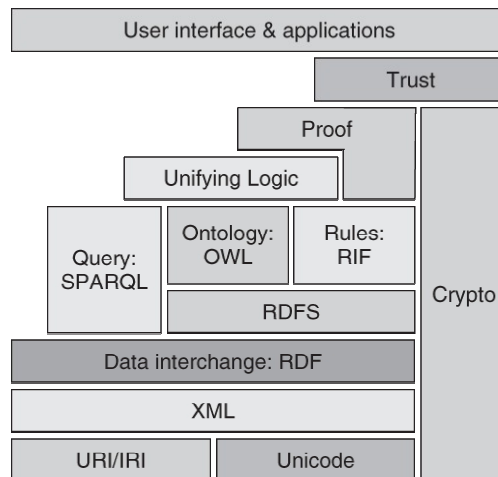 User interface & applications
Trust
Proof
Unifying Logic
Query:
SPARQL
Ontology:
OWL
Rules:
RIF
Crypto
RDFS
Data interchange: RDF
XML
URI/IRI
Unicode